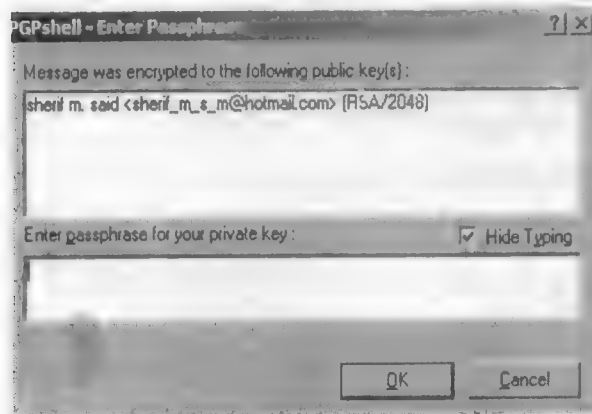 PGPshell - Enter Passphrase
Message was encrypted to the following public key(s) :
sherif m. said <sherif_m_s_m@hotmail.com> (RSA/2048)
Enter passphrase for your private key :
Hide Typing
OK
Cancel